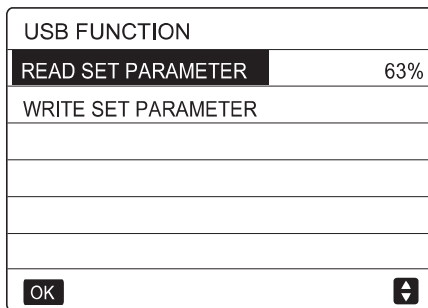 USB FUNCTION
READ SET PARAMETER 63%
WRITE SET PARAMETER
OK